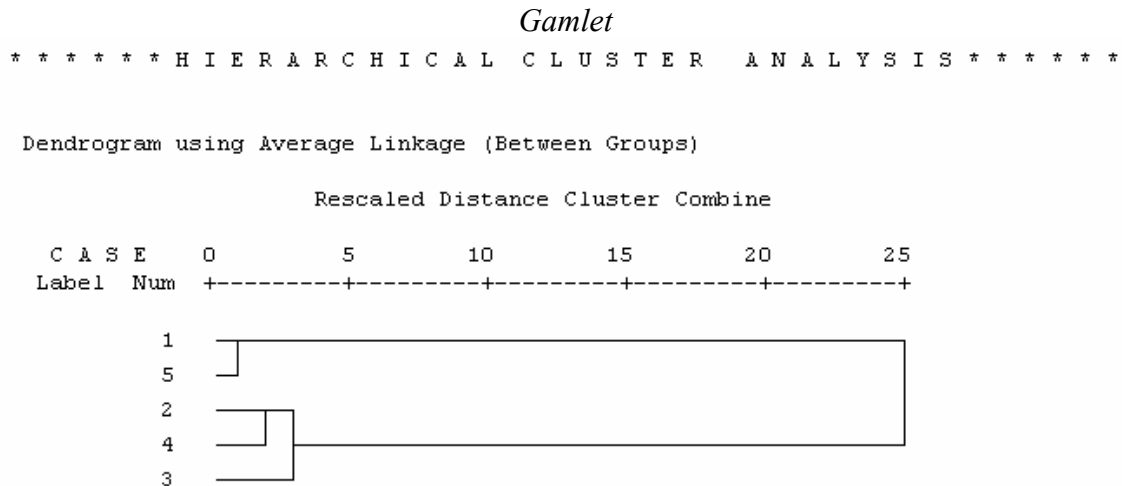 Gamlet
* * * * * * H I E R A R C H I C A L  C L U S T E R   A N A L Y S I S * * * * * *
Dendrogram using Average Linkage (Between Groups)
Rescaled Distance Cluster Combine
C A S E    0         5        10        15        20        25
Label  Num  +---------+---------+---------+---------+---------+
1
5
2
4
3